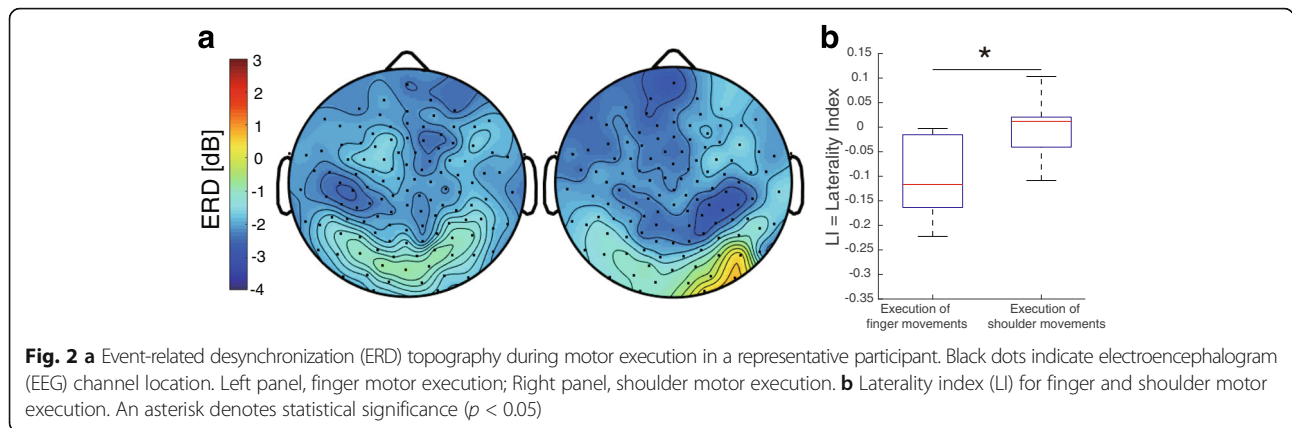 a
b
3
2
1
0
-1
-2
-3
-4
ERD [dB]
0.15
0.1
0.05
0
-0.05
-0.1
-0.15
-0.2
-0.25
-0.3
-0.35
LI = Laterality Index
*
Execution of
finger movements
Execution of
shoulder movements
Fig. 2 a Event-related desynchronization (ERD) topography during motor execution in a representative participant. Black dots indicate electroencephalogram
(EEG) channel location. Left panel, finger motor execution; Right panel, shoulder motor execution. b Laterality index (LI) for finger and shoulder motor
execution. An asterisk denotes statistical significance (p < 0.05)